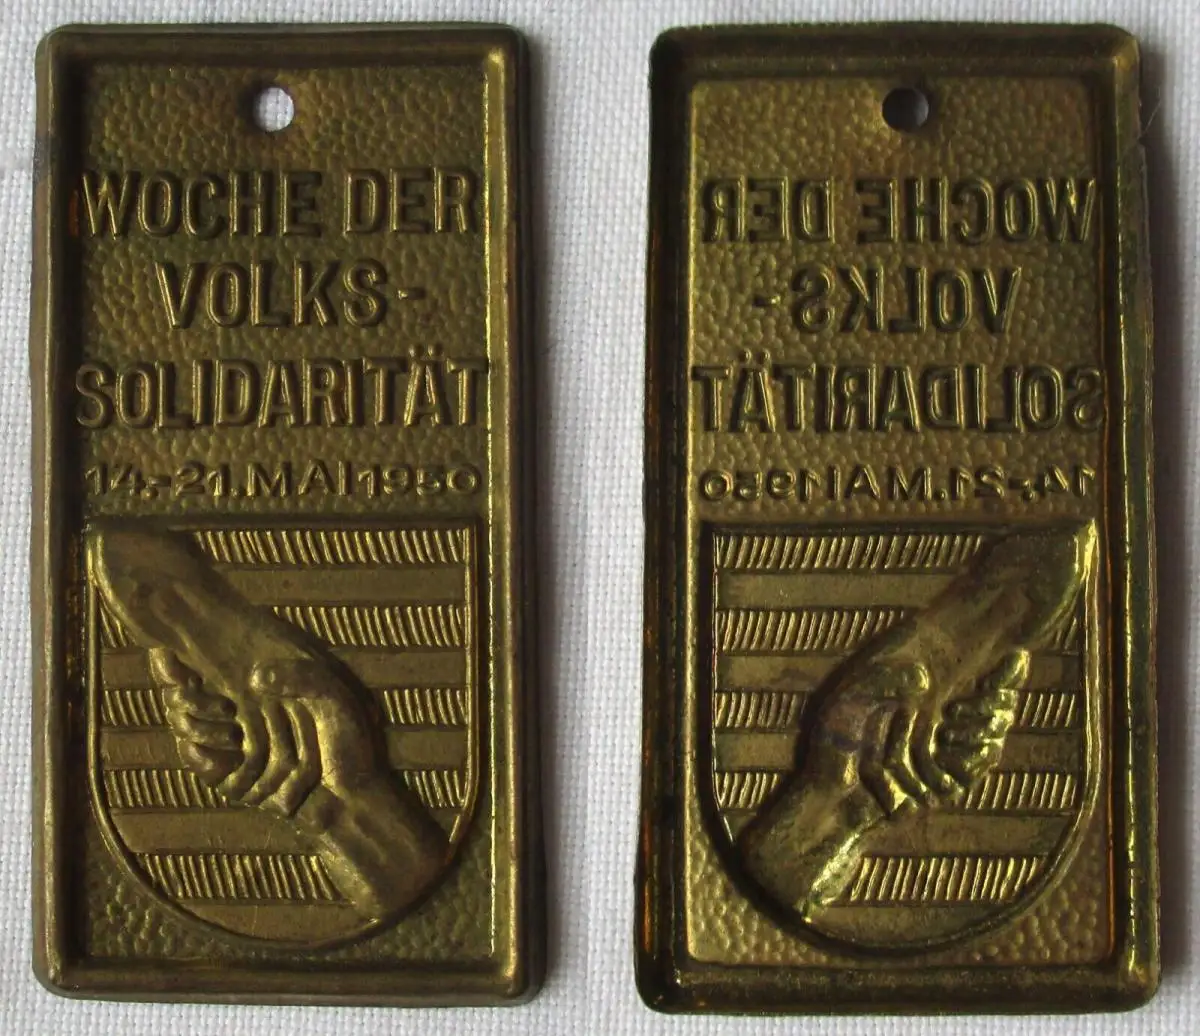 WOCHE DER
VOLKS-
SOLIDARITÄT
14.-21.MAI 1950
WOCHE DER
VOLKS-
SOLIDARITÄT
14.-21.MAI 1950